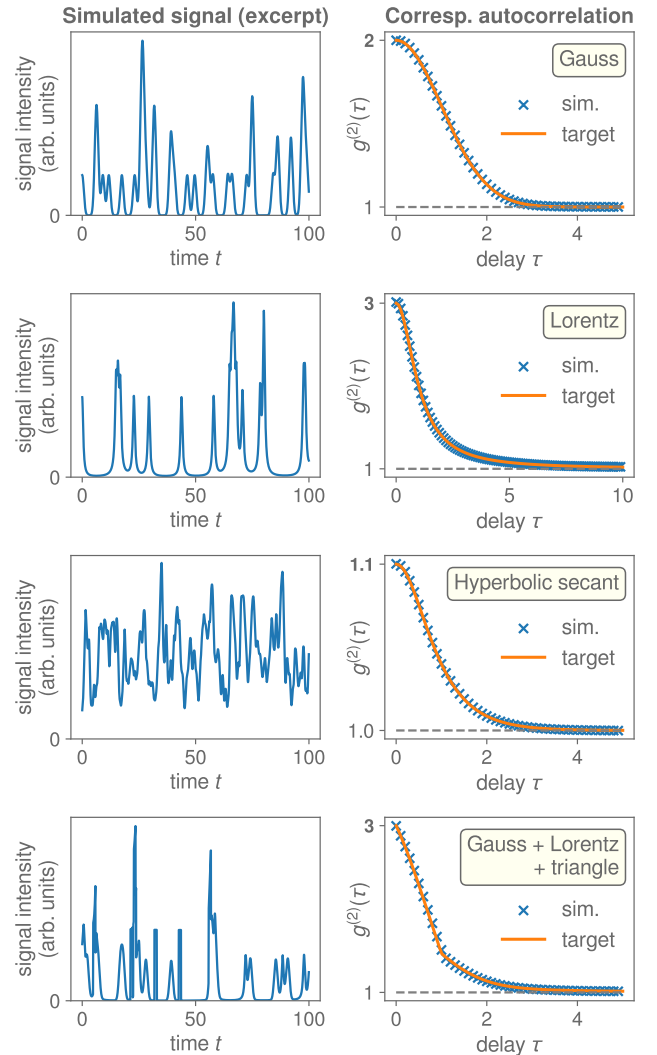 Simulated signal (excerpt)
Corresp. autocorrelation
signal intensity
(arb. units)
0
0
50
100
time t
g(2)(τ)
2
1
Gauss
sim.
target
0
2
4
delay τ
signal intensity
(arb. units)
0
0
50
100
time t
g(2)(τ)
3
1
Lorentz
sim.
target
0
5
10
delay τ
signal intensity
(arb. units)
0
0
50
100
time t
g(2)(τ)
1.1
1.0
Hyperbolic secant
sim.
target
0
2
4
delay τ
signal intensity
(arb. units)
0
0
50
100
time t
g(2)(τ)
3
1
Gauss + Lorentz
+ triangle
sim.
target
0
2
4
delay τ